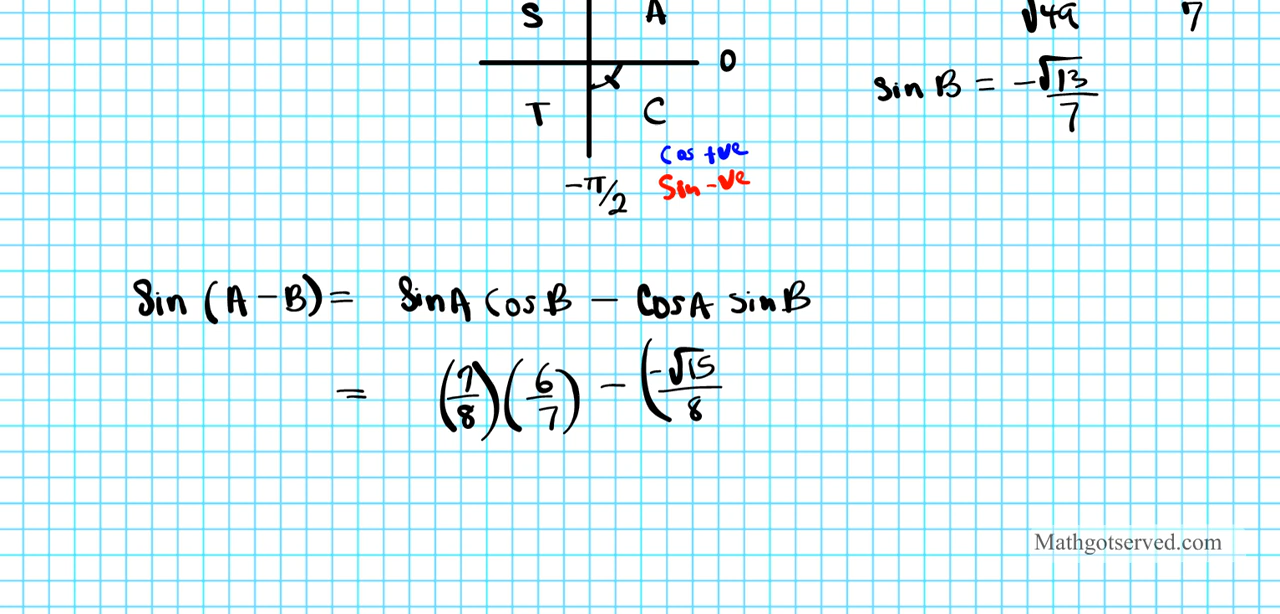 S A √49 7
0
sin B = -√13/7
T C
Cos +ve
-π/2 Sin -ve
Sin (A - B) = SinA CosB - CosA sinB
= (7/8)(6/7) - (-√15/8
Mathgotserved.com